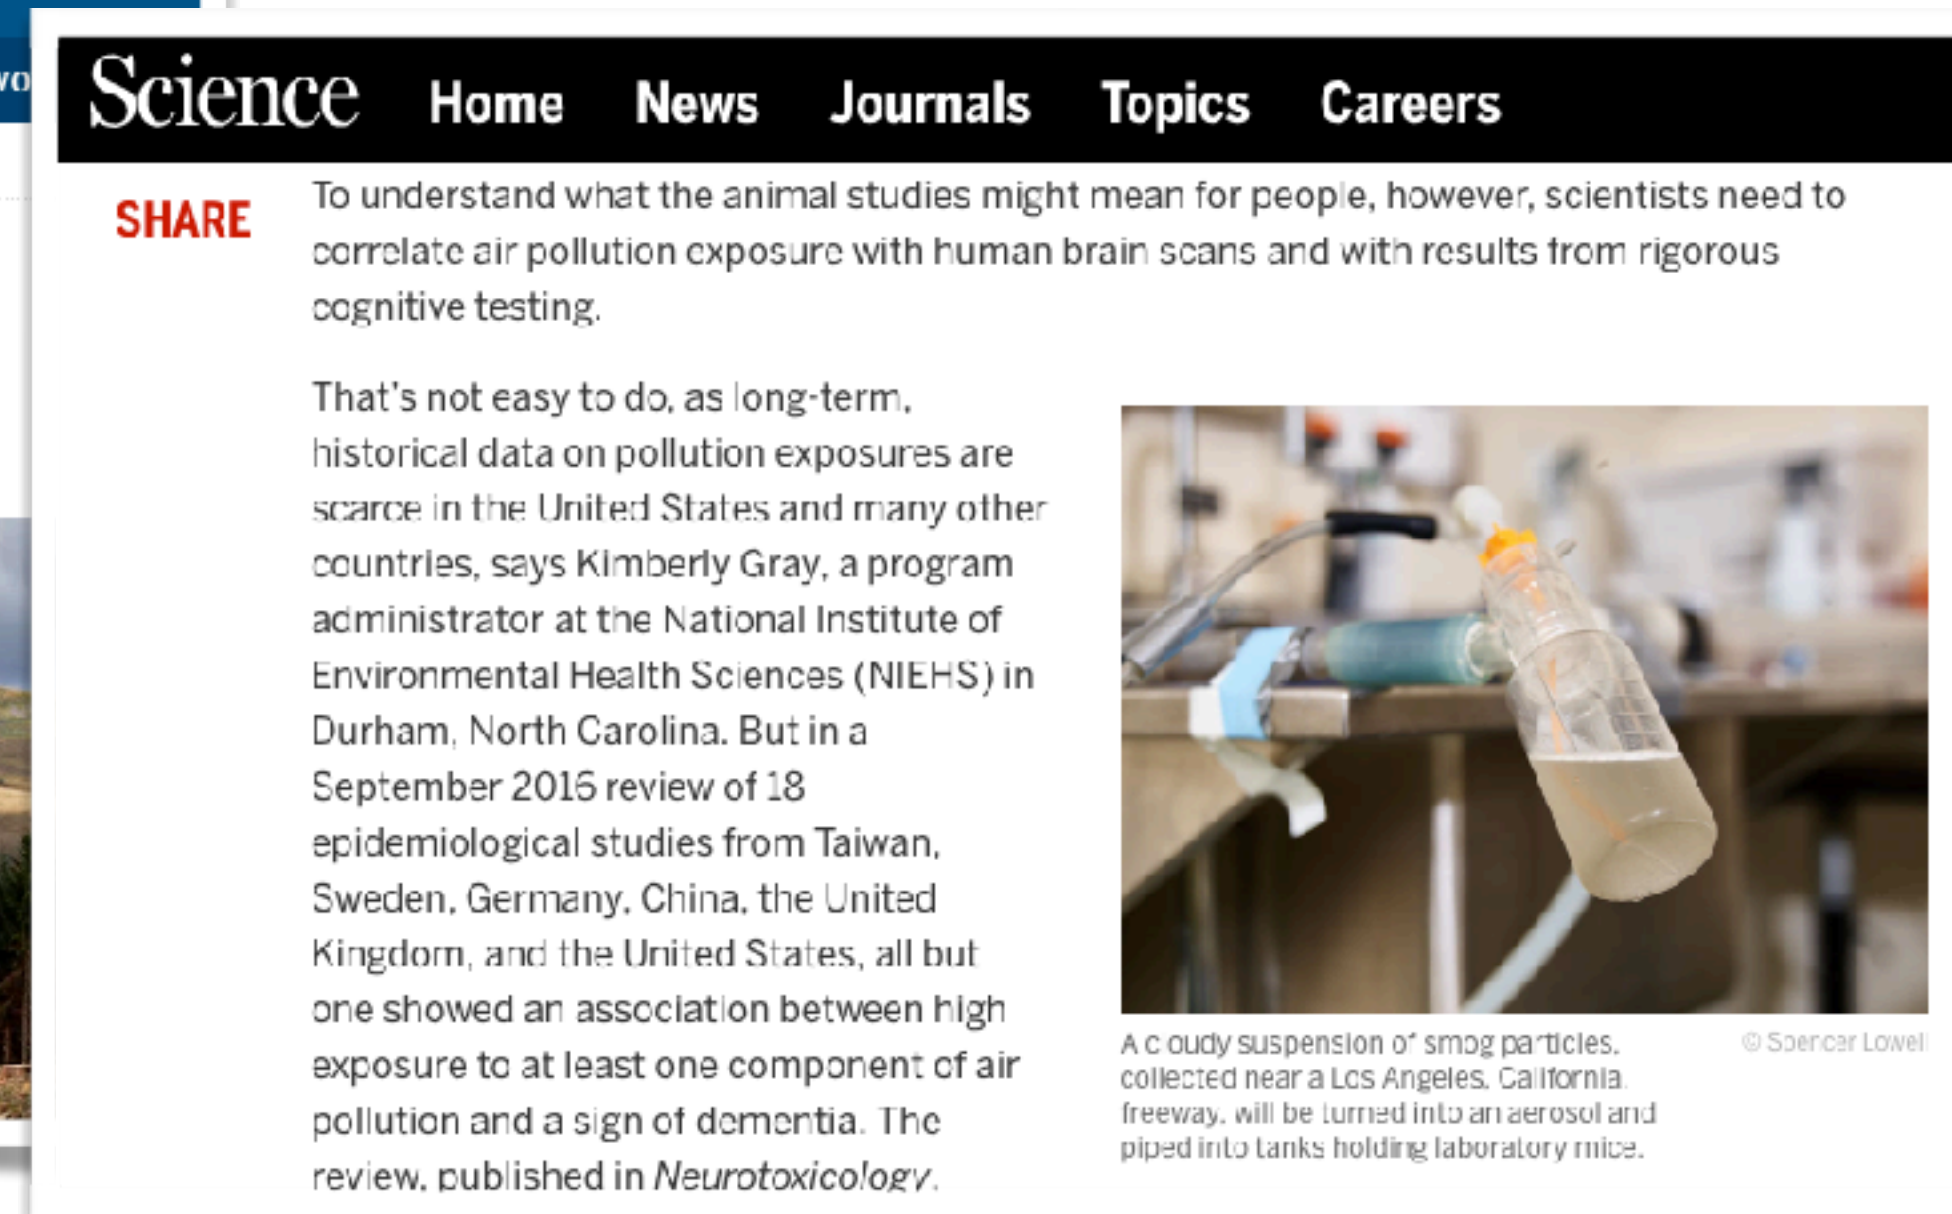 Science Home News Journals Topics Careers
SHARE
To understand what the animal studies might mean for people, however, scientists need to
correlate air pollution exposure with human brain scans and with results from rigorous
cognitive testing.
That's not easy to do, as long-term,
historical data on pollution exposures are
scarce in the United States and many other
countries, says Kimberly Gray, a program
administrator at the National Institute of
Environmental Health Sciences (NIEHS) in
Durham, North Carolina. But in a
September 2016 review of 18
epidemiological studies from Taiwan,
Sweden, Germany, China, the United
Kingdom, and the United States, all but
one showed an association between high
exposure to at least one component of air
pollution and a sign of dementia. The
review, published in Neurotoxicology,
A cloudy suspension of smog particles,
collected near a Los Angeles, California,
freeway, will be turned into an aerosol and
piped into tanks holding laboratory mice.
© Spencer Lowell